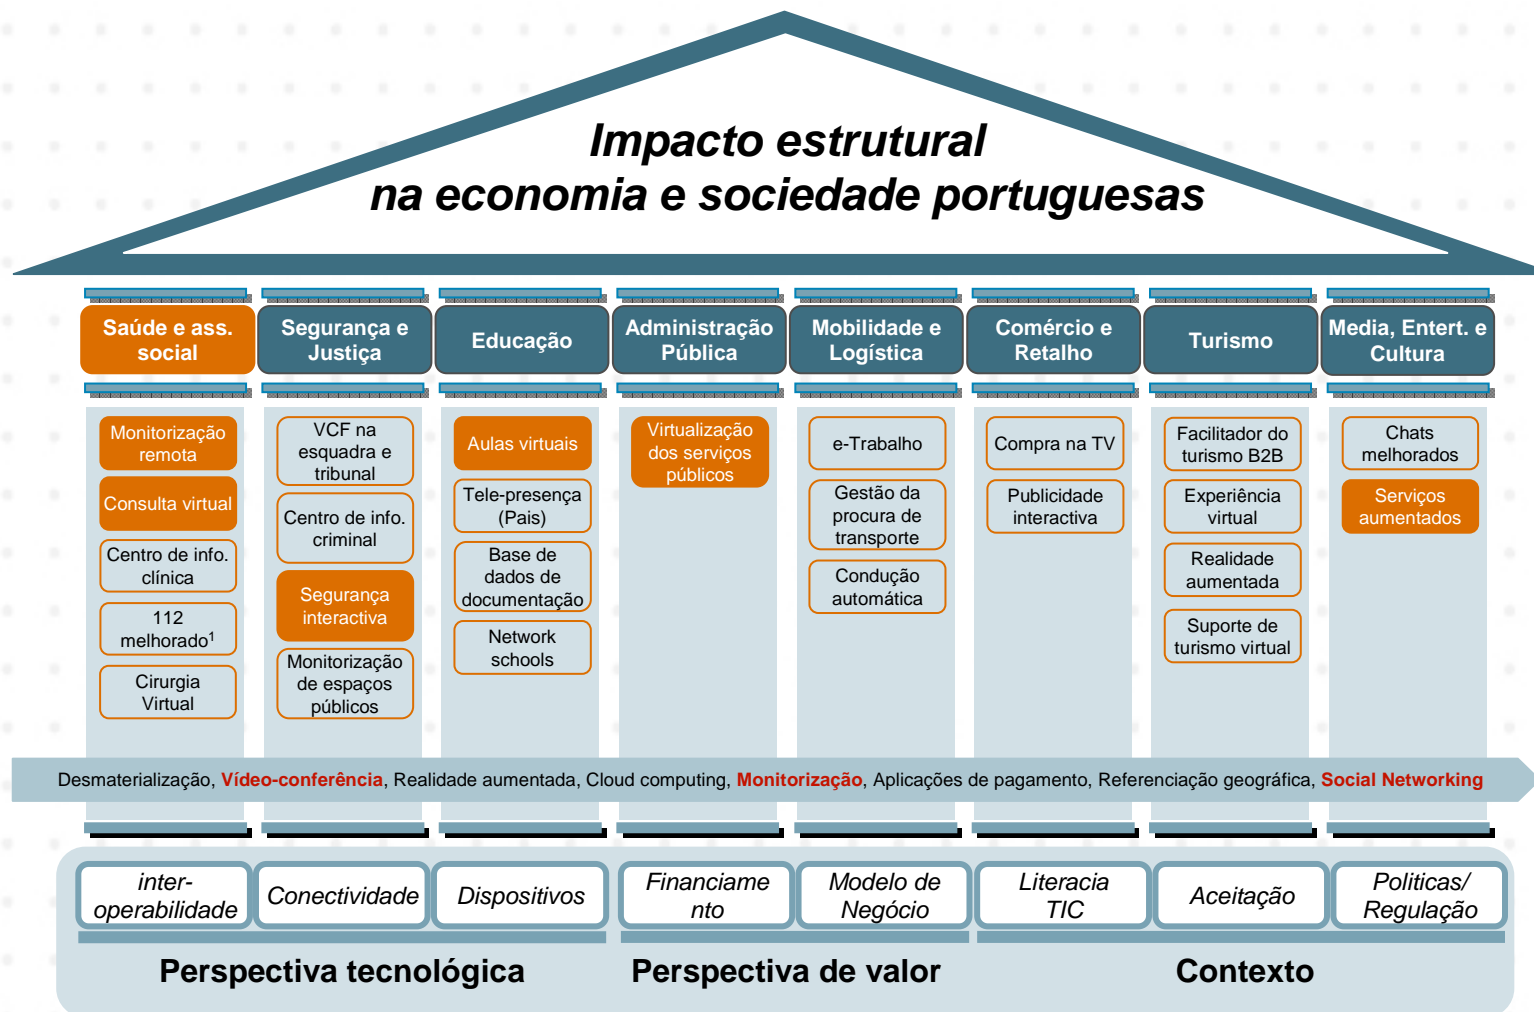 Impacto estrutural
na economia e sociedade portuguesas
Saúde e ass.
social
Segurança e
Justiça
Educação
Administração
Pública
Mobilidade e
Logística
Comércio e
Retalho
Turismo
Media, Entert. e
Cultura
Monitorização
remota
Consulta virtual
Centro de info.
clínica
112
melhorado¹
Cirurgia
Virtual
VCF na
esquadra e
tribunal
Centro de info.
criminal
Segurança
interactiva
Monitorização
de espaços
públicos
Aulas virtuais
Tele-presença
(Pais)
Base de
dados de
documentação
Network
schools
Virtualização
dos serviços
públicos
e-Trabalho
Gestão da
procura de
transporte
Condução
automática
Compra na TV
Publicidade
interactiva
Facilitador do
turismo B2B
Experiência
virtual
Realidade
aumentada
Suporte de
turismo virtual
Chats
melhorados
Serviços
aumentados
Desmaterialização, Vídeo-conferência, Realidade aumentada, Cloud computing, Monitorização, Aplicações de pagamento, Referenciação geográfica, Social Networking
inter-
operabilidade
Conectividade
Dispositivos
Financiame
nto
Modelo de
Negócio
Literacia
TIC
Aceitação
Politicas/
Regulação
Perspectiva tecnológica
Perspectiva de valor
Contexto